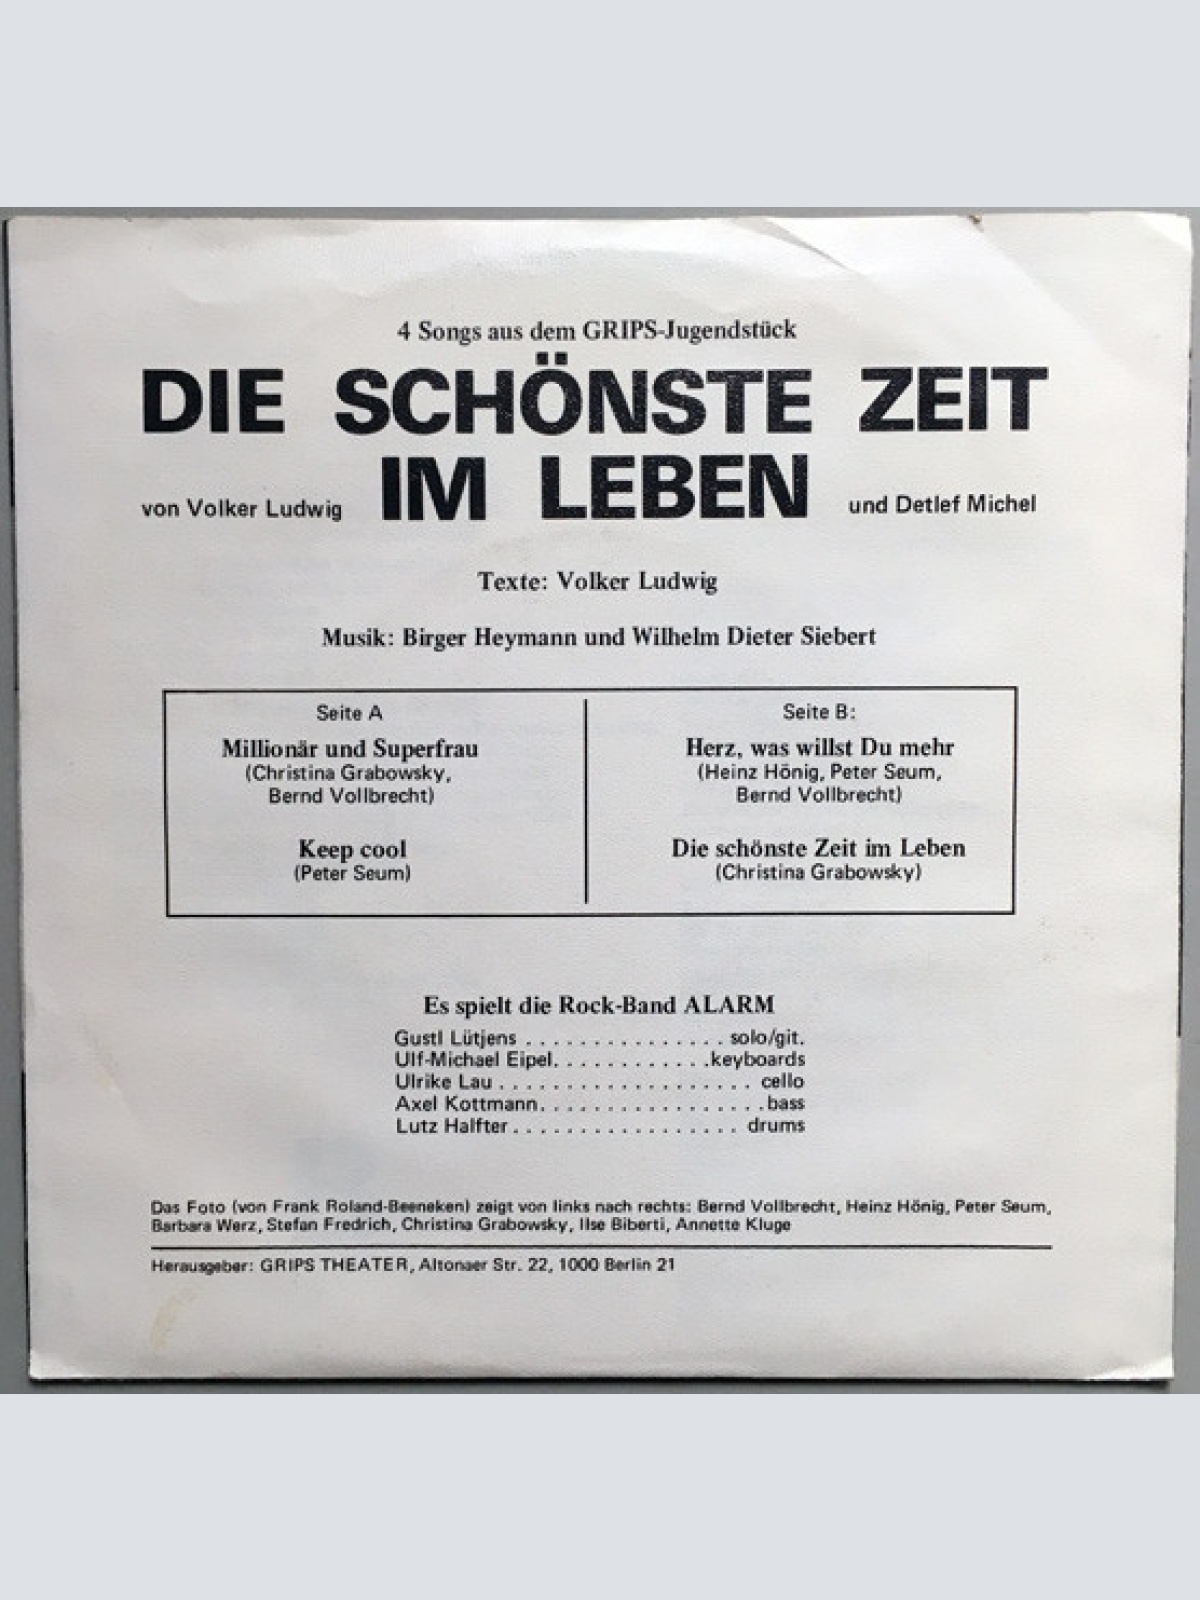 4 Songs aus dem GRIPS-Jugendstück
DIE SCHÖNSTE ZEIT
von Volker Ludwig IM LEBEN und Detlef Michel
Texte: Volker Ludwig
Musik: Birger Heymann und Wilhelm Dieter Siebert
Seite A
Millionär und Superfrau
(Christina Grabowsky,
Bernd Vollbrecht)
Keep cool
(Peter Seum)
Seite B:
Herz, was willst Du mehr
(Heinz Hönig, Peter Seum,
Bernd Vollbrecht)
Die schönste Zeit im Leben
(Christina Grabowsky)
Es spielt die Rock-Band ALARM
Gustl Lütjens . . . . . . . . . . . . . . . solo/git.
Ulf-Michael Eipel. . . . . . . . . . . .keyboards
Ulrike Lau . . . . . . . . . . . . . . . . . . . cello
Axel Kottmann. . . . . . . . . . . . . . . . .bass
Lutz Halfter . . . . . . . . . . . . . . . . . drums
Das Foto (von Frank Roland-Beeneken) zeigt von links nach rechts: Bernd Vollbrecht, Heinz Hönig, Peter Seum,
Barbara Werz, Stefan Fredrich, Christina Grabowsky, Ilse Biberti, Annette Kluge
Herausgeber: GRIPS THEATER, Altonaer Str. 22, 1000 Berlin 21